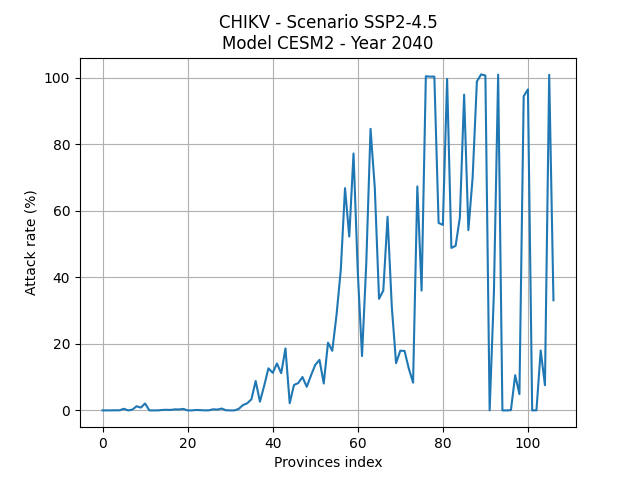 CHIKV - Scenario SSP2-4.5
Model CESM2 - Year 2040
Attack rate (%)
100
80
60
40
20
0
0 20 40 60 80 100
Provinces index